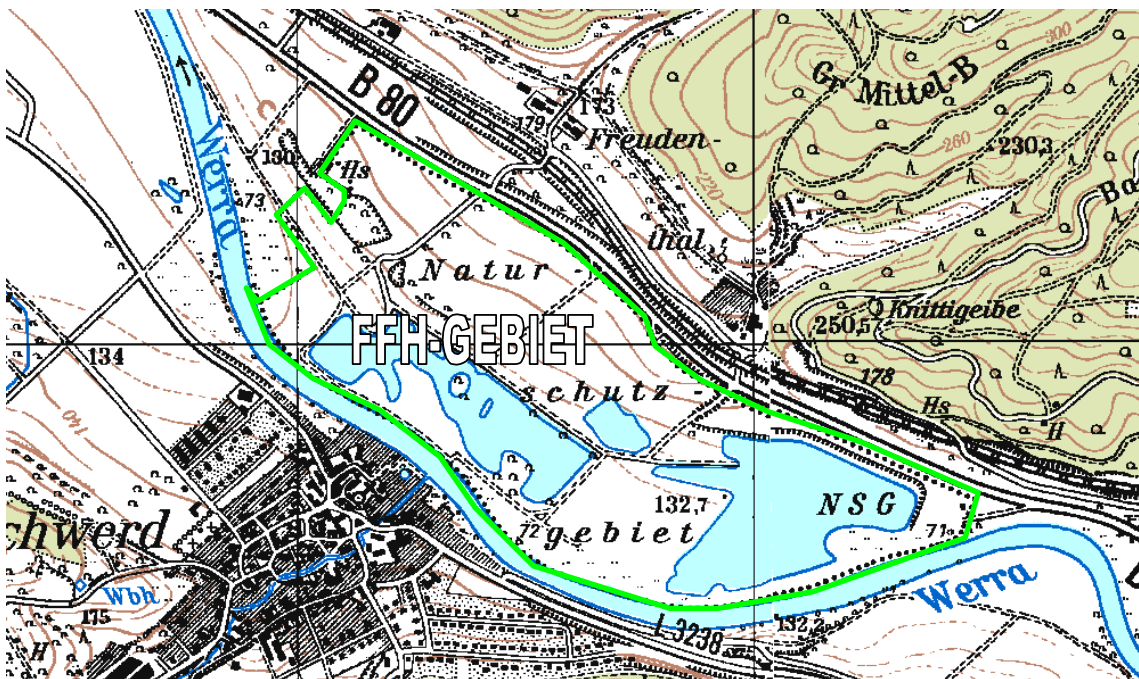 B 80
Gr Mittel-B
300
173
179
Freuden-
260
230,3
220
130
Hs
Werra
73
Ba
thal
Natur -
Knittigeibe
250,5
FFH-GEBIET
134
178
schutz -
Hs
H
140
132,7
NSG
chwerd
72
gebiet
71
Wbh
Werra
175
L 3238
132,2
H